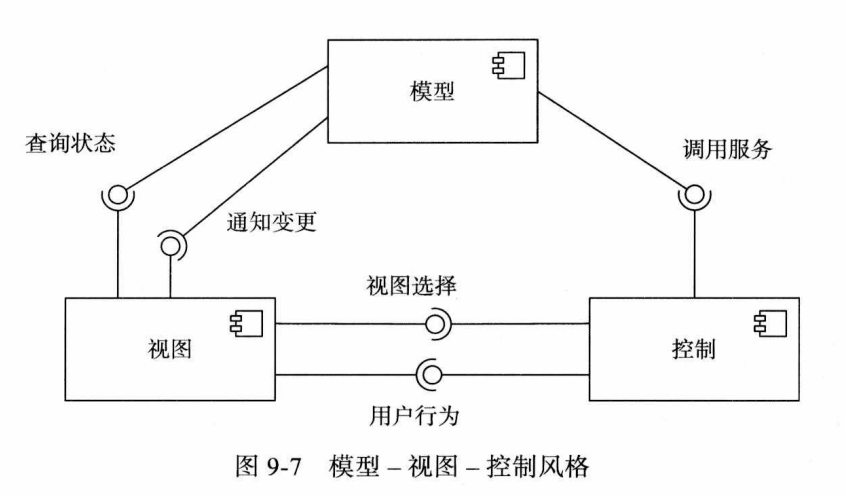 模型
查询状态
调用服务
通知变更
视图选择
视图
控制
用户行为
图 9-7 模型 – 视图 – 控制风格